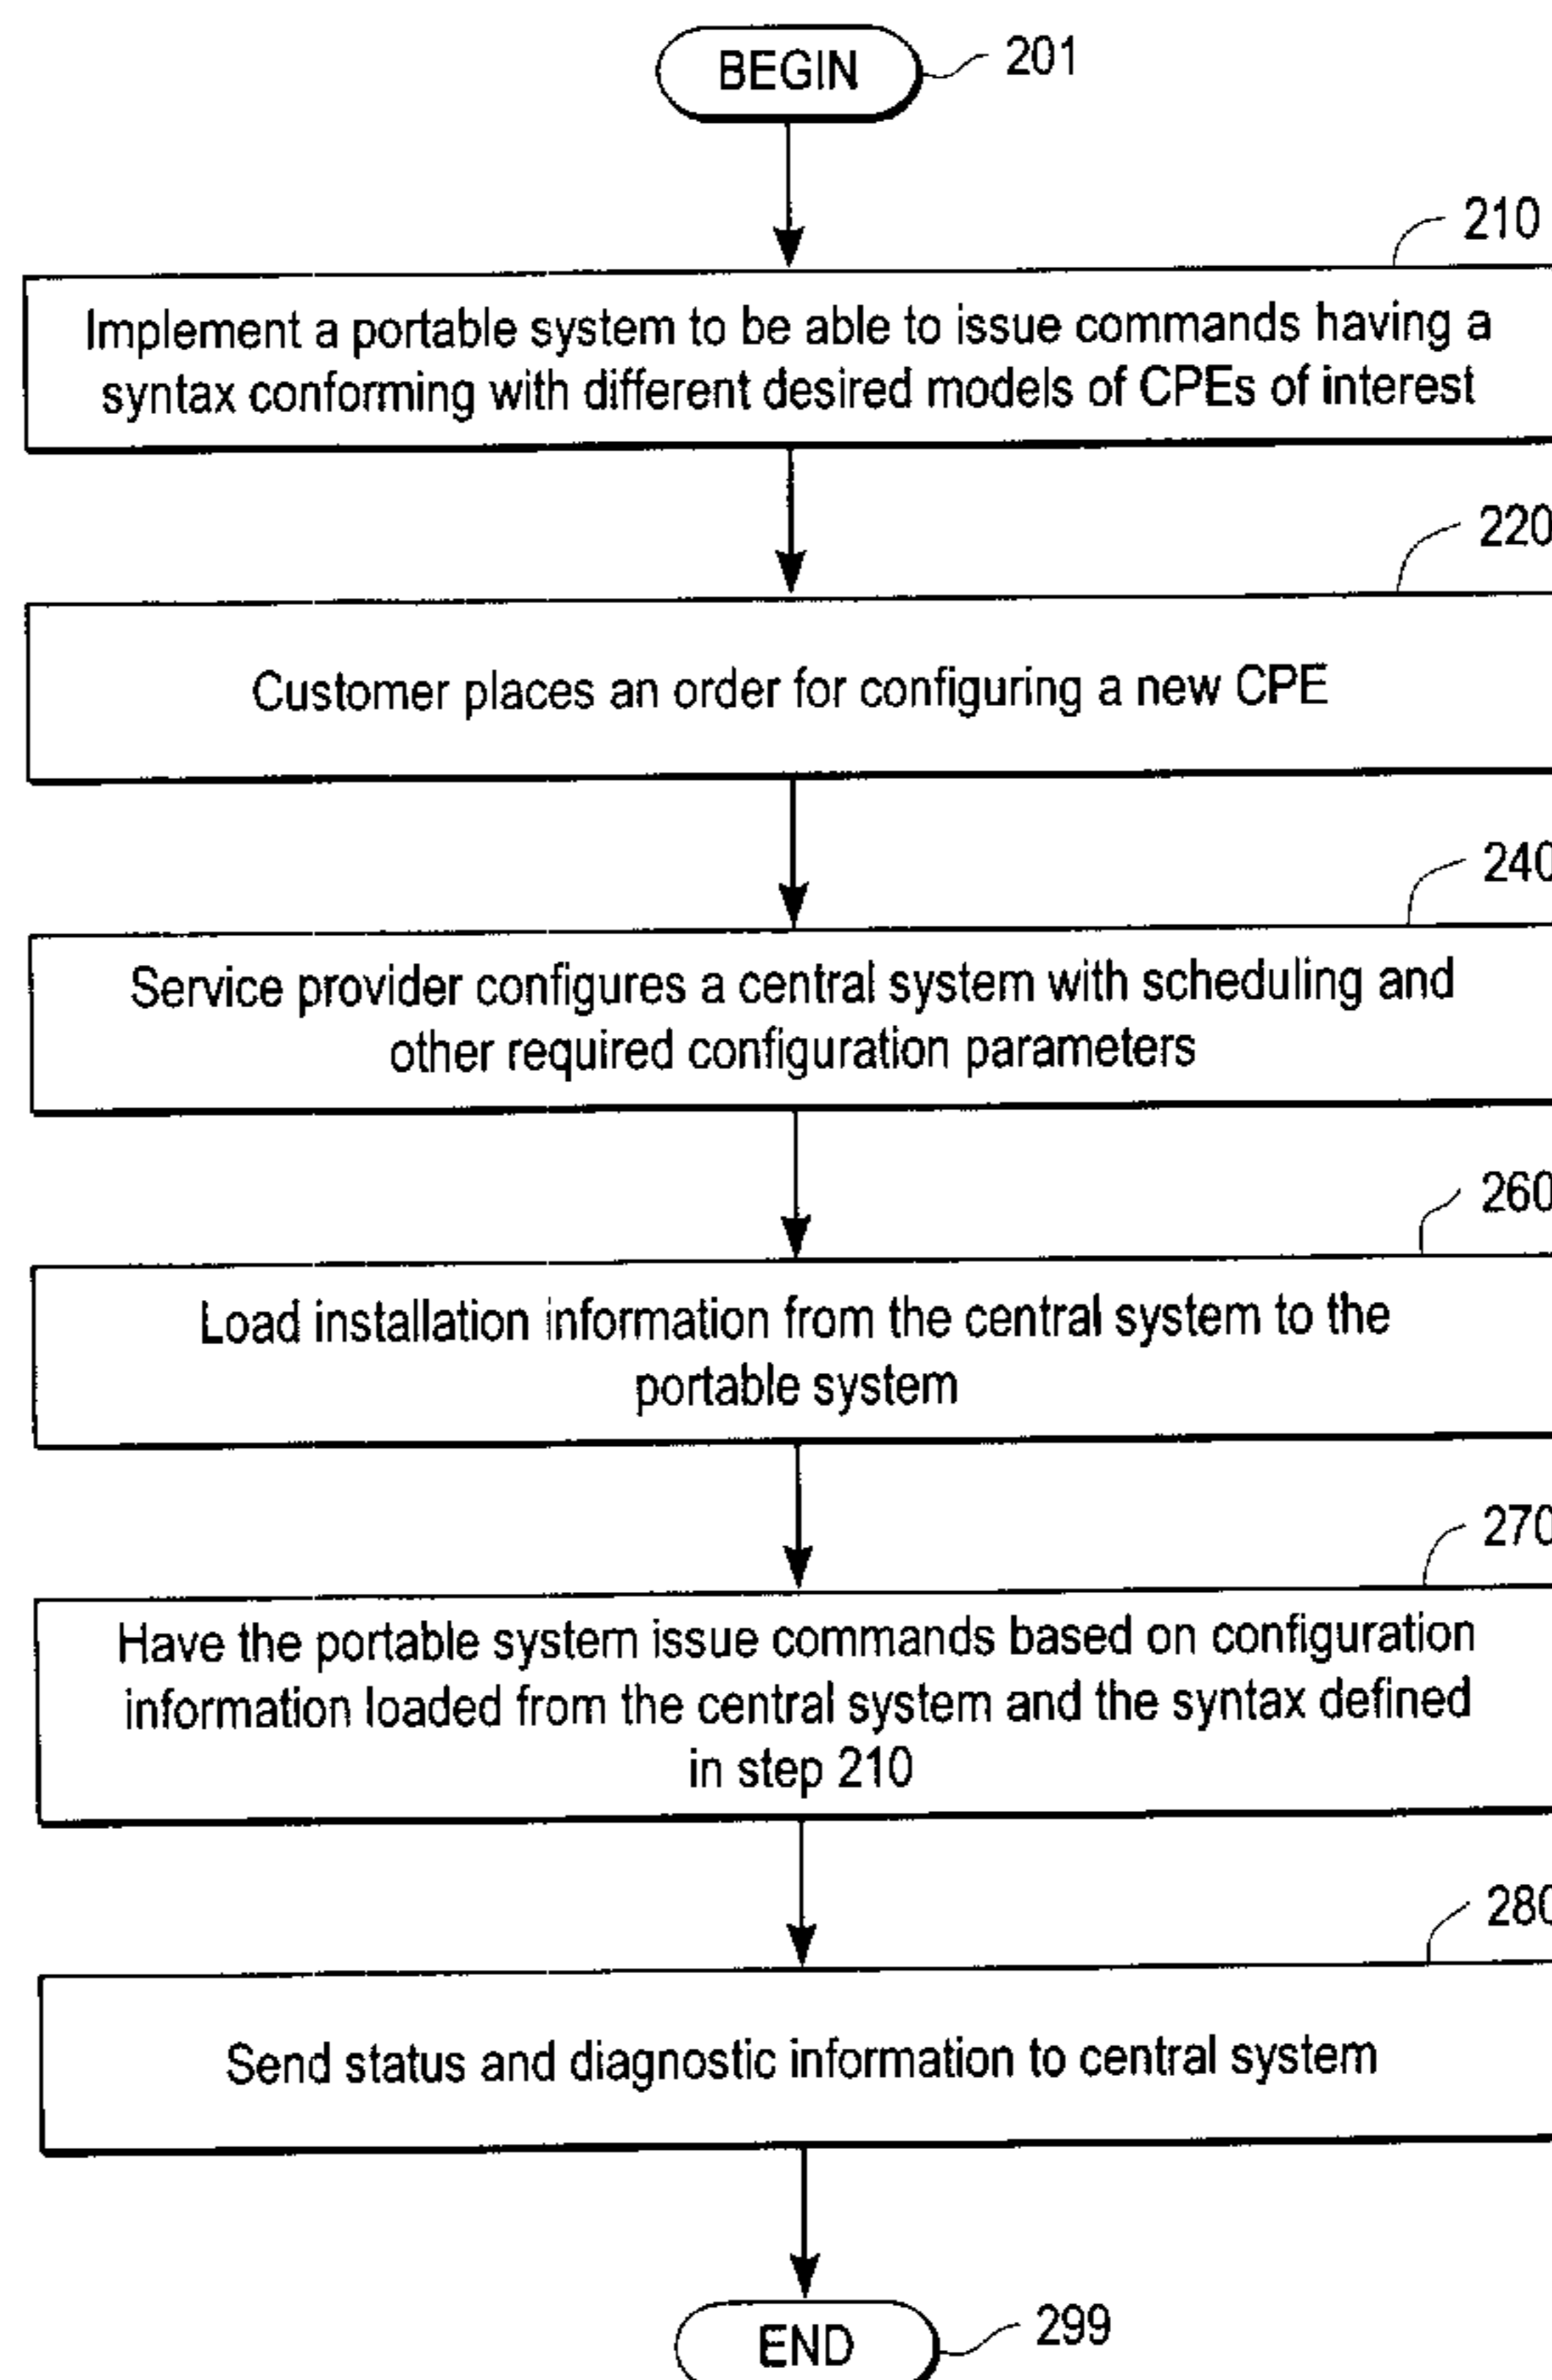 BEGIN
201
210
Implement a portable system to be able to issue commands having a
syntax conforming with different desired models of CPEs of interest
220
Customer places an order for configuring a new CPE
240
Service provider configures a central system with scheduling and
other required configuration parameters
260
Load installation information from the central system to the
portable system
270
Have the portable system issue commands based on configuration
information loaded from the central system and the syntax defined
in step 210
280
Send status and diagnostic information to central system
END
299